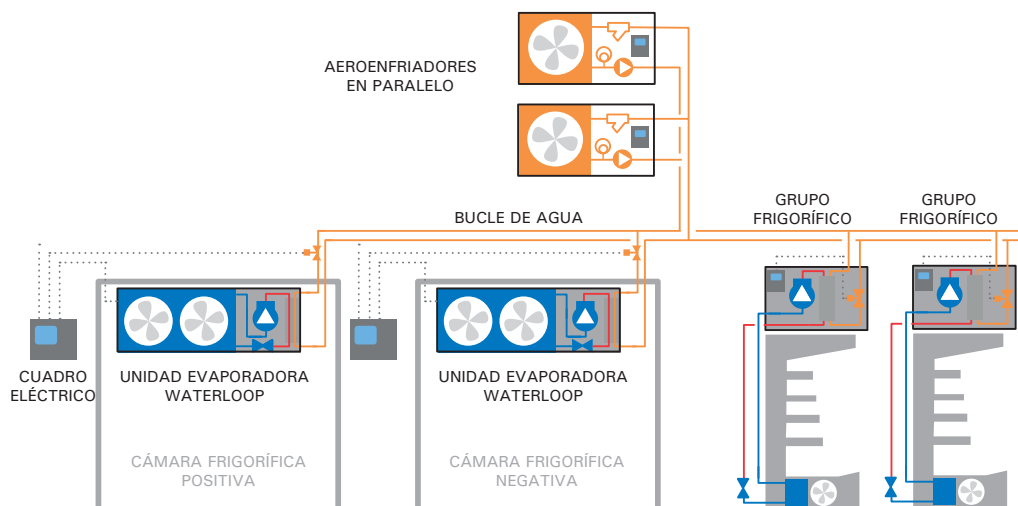 AEROENFRIADORES
EN PARALELO
BUCLE DE AGUA
GRUPO
FRIGORÍFICO
GRUPO
FRIGORÍFICO
CUADRO
ELÉCTRICO
UNIDAD EVAPORADORA
WATERLOOP
UNIDAD EVAPORADORA
WATERLOOP
CÁMARA FRIGORÍFICA
POSITIVA
CÁMARA FRIGORÍFICA
NEGATIVA